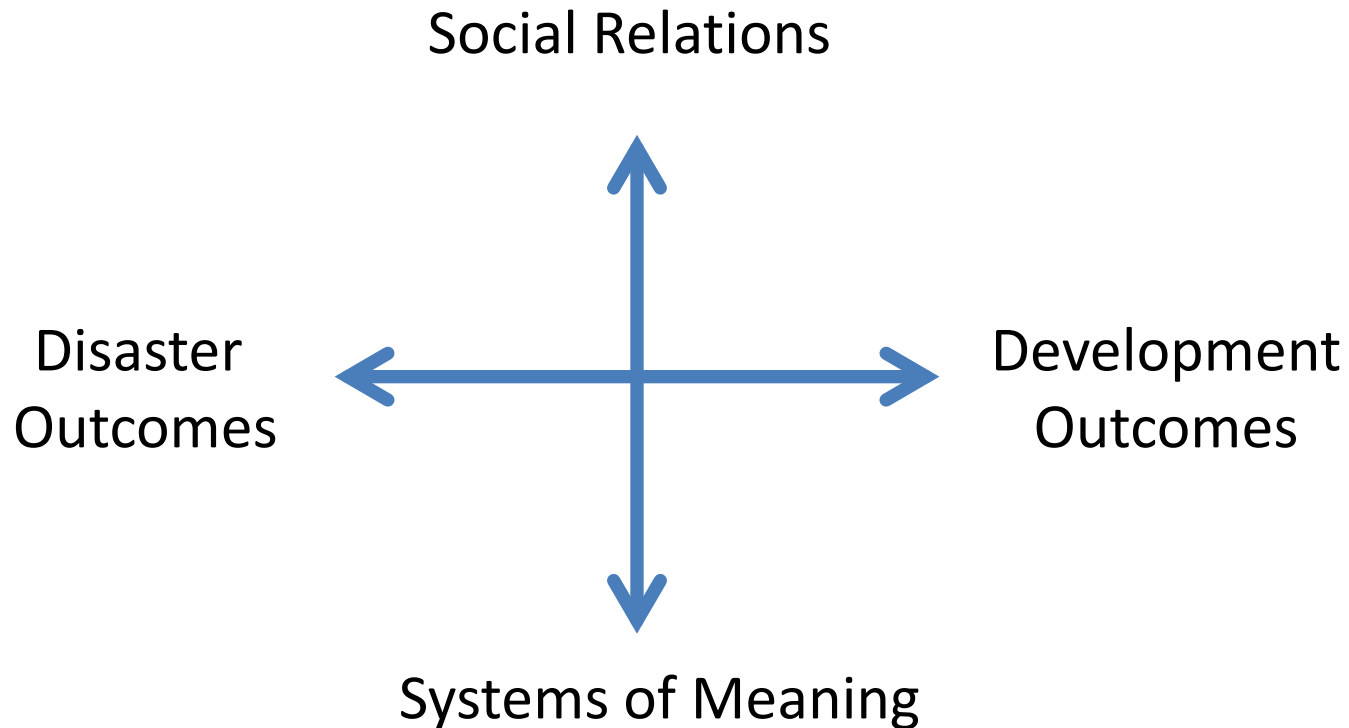 Social Relations
Disaster
Outcomes
Development
Outcomes
Systems of Meaning